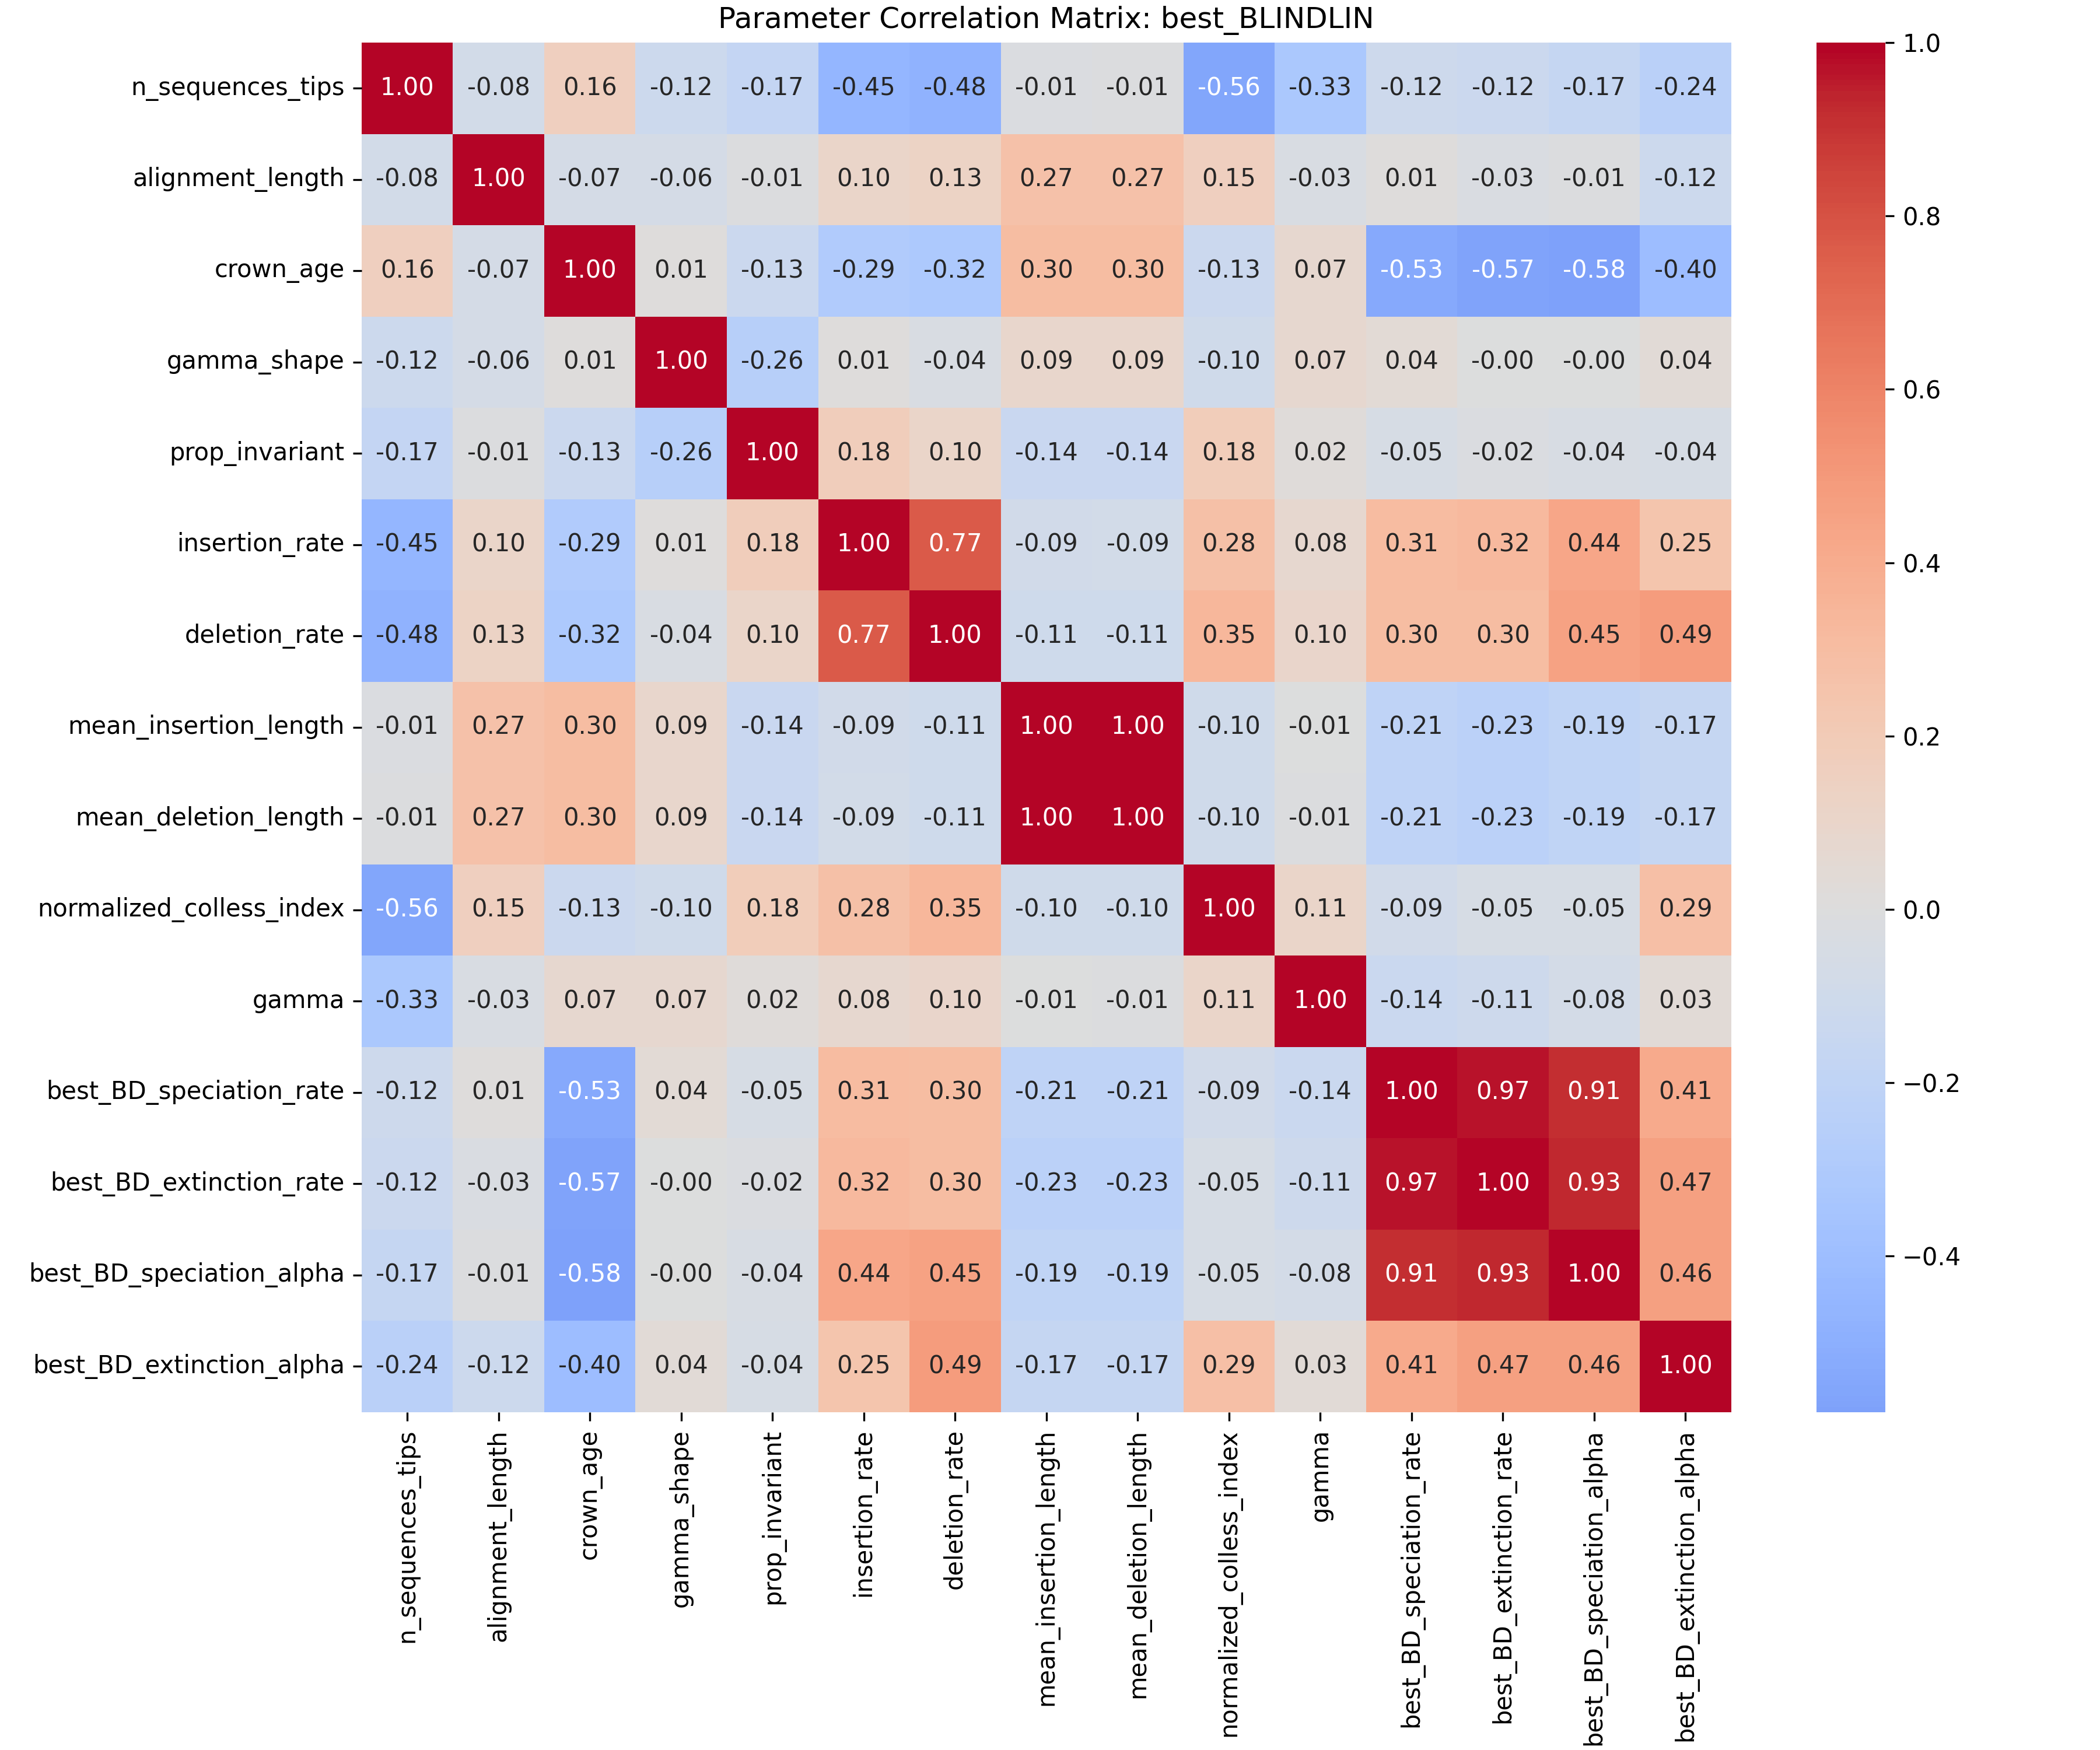 Parameter Correlation Matrix: best_BLINDLIN
n_sequences_tips 1.00 -0.08 0.16 -0.12 -0.17 -0.45 -0.48 -0.01 -0.01 -0.56 -0.33 -0.12 -0.12 -0.17 -0.24
alignment_length -0.08 1.00 -0.07 -0.06 -0.01 0.10 0.13 0.27 0.27 0.15 -0.03 0.01 -0.03 -0.01 -0.12
crown_age 0.16 -0.07 1.00 0.01 -0.13 -0.29 -0.32 0.30 0.30 -0.13 0.07 -0.53 -0.57 -0.58 -0.40
gamma_shape -0.12 -0.06 0.01 1.00 -0.26 0.01 -0.04 0.09 0.09 -0.10 0.07 0.04 -0.00 -0.00 0.04
prop_invariant -0.17 -0.01 -0.13 -0.26 1.00 0.18 0.10 -0.14 -0.14 0.18 0.02 -0.05 -0.02 -0.04 -0.04
insertion_rate -0.45 0.10 -0.29 0.01 0.18 1.00 0.77 -0.09 -0.09 0.28 0.08 0.31 0.32 0.44 0.25
deletion_rate -0.48 0.13 -0.32 -0.04 0.10 0.77 1.00 -0.11 -0.11 0.35 0.10 0.30 0.30 0.45 0.49
mean_insertion_length -0.01 0.27 0.30 0.09 -0.14 -0.09 -0.11 1.00 1.00 -0.10 -0.01 -0.21 -0.23 -0.19 -0.17
mean_deletion_length -0.01 0.27 0.30 0.09 -0.14 -0.09 -0.11 1.00 1.00 -0.10 -0.01 -0.21 -0.23 -0.19 -0.17
normalized_colless_index -0.56 0.15 -0.13 -0.10 0.18 0.28 0.35 -0.10 -0.10 1.00 0.11 -0.09 -0.05 -0.05 0.29
gamma -0.33 -0.03 0.07 0.07 0.02 0.08 0.10 -0.01 -0.01 0.11 1.00 -0.14 -0.11 -0.08 0.03
best_BD_speciation_rate -0.12 0.01 -0.53 0.04 -0.05 0.31 0.30 -0.21 -0.21 -0.09 -0.14 1.00 0.97 0.91 0.41
best_BD_extinction_rate -0.12 -0.03 -0.57 -0.00 -0.02 0.32 0.30 -0.23 -0.23 -0.05 -0.11 0.97 1.00 0.93 0.47
best_BD_speciation_alpha -0.17 -0.01 -0.58 -0.00 -0.04 0.44 0.45 -0.19 -0.19 -0.05 -0.08 0.91 0.93 1.00 0.46
best_BD_extinction_alpha -0.24 -0.12 -0.40 0.04 -0.04 0.25 0.49 -0.17 -0.17 0.29 0.03 0.41 0.47 0.46 1.00
n_sequences_tips
alignment_length
crown_age
gamma_shape
prop_invariant
insertion_rate
deletion_rate
mean_insertion_length
mean_deletion_length
normalized_colless_index
gamma
best_BD_speciation_rate
best_BD_extinction_rate
best_BD_speciation_alpha
best_BD_extinction_alpha
1.0
0.8
0.6
0.4
0.2
0.0
−0.2
−0.4